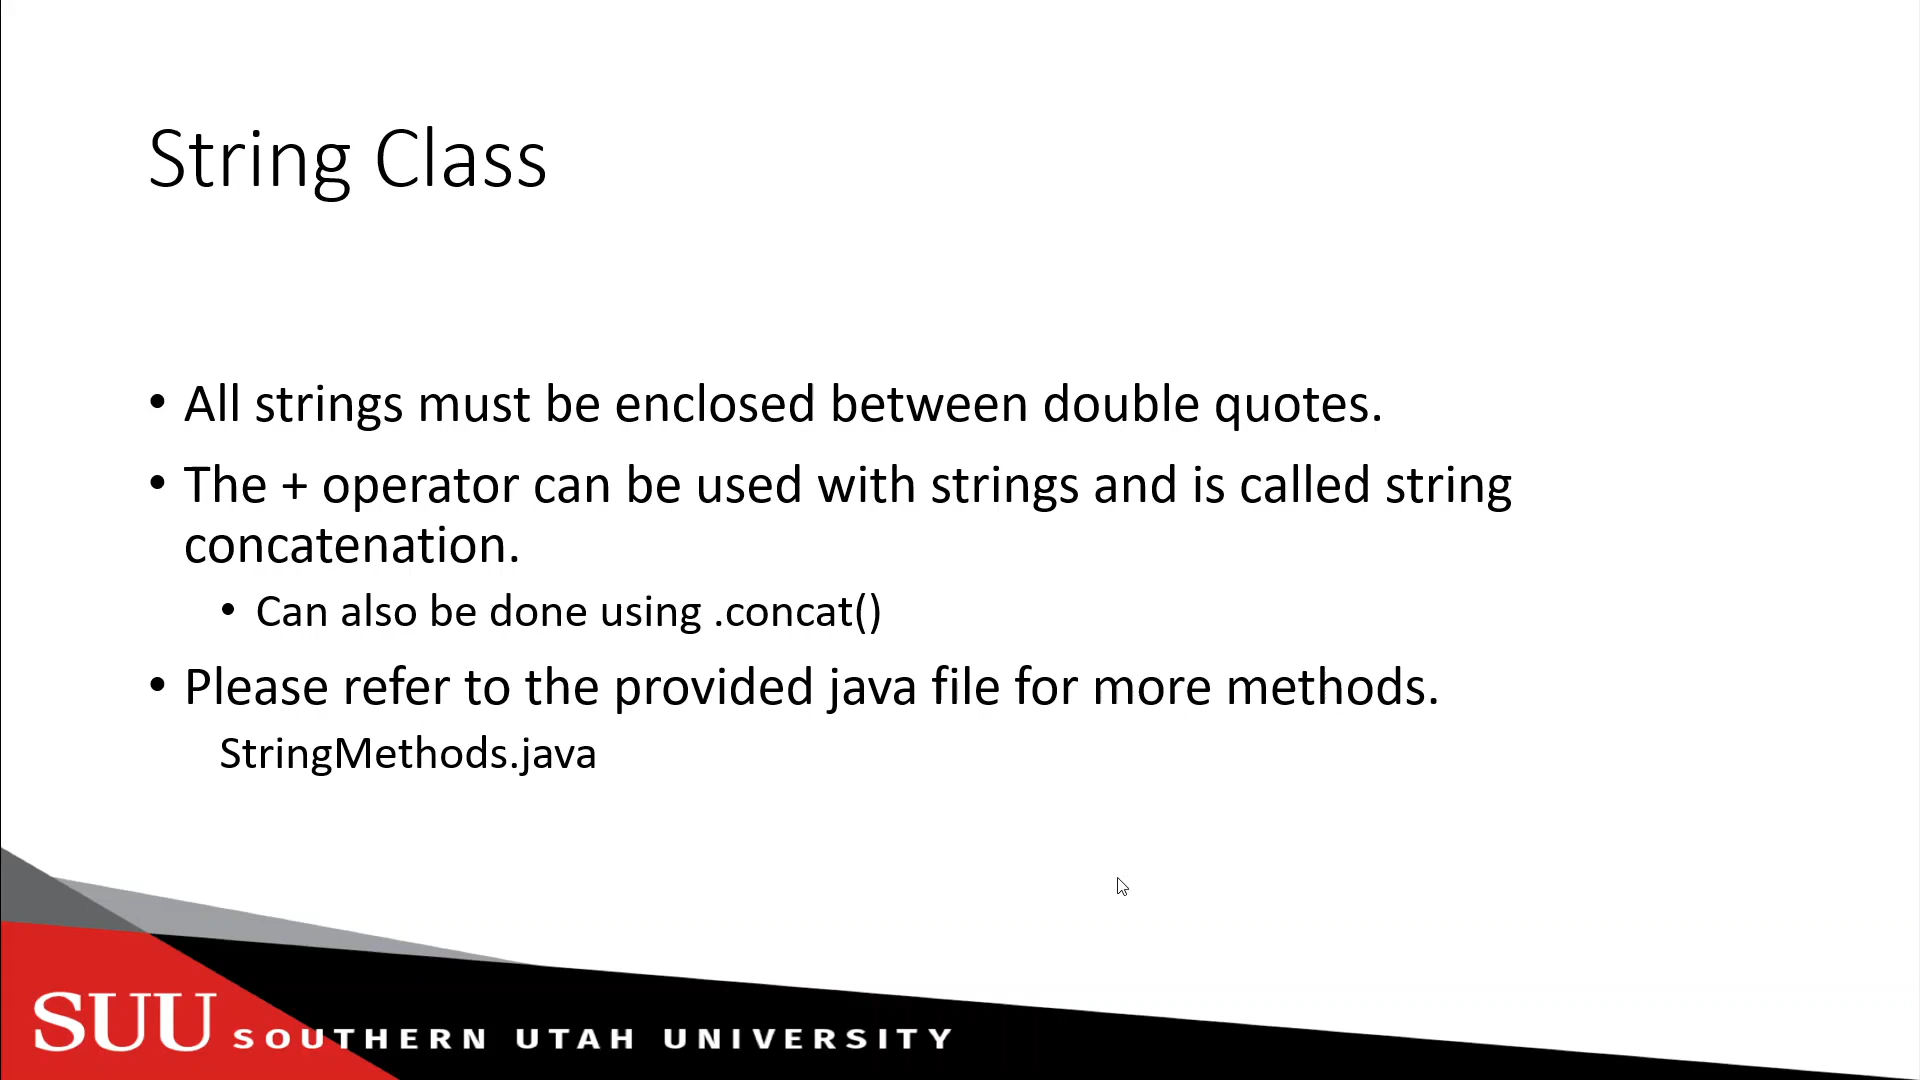 String Class
• All strings must be enclosed between double quotes.
• The + operator can be used with strings and is called string
concatenation.
• Can also be done using .concat()
• Please refer to the provided java file for more methods.
StringMethods.java
SUU SOUTHERN UTAH UNIVERSITY